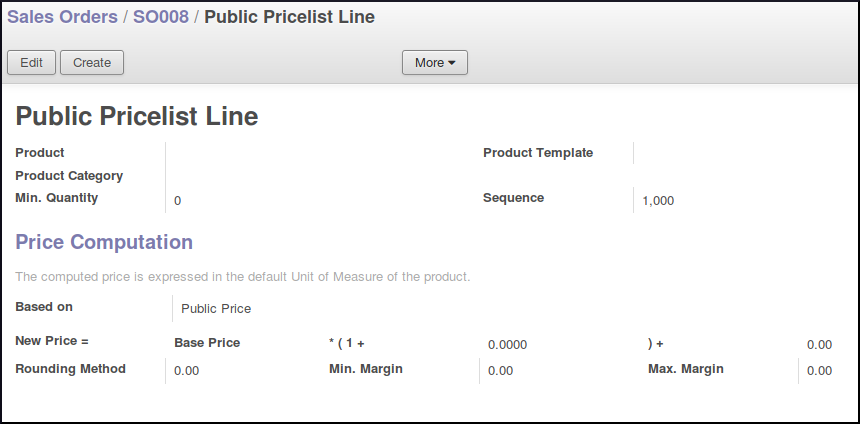 Sales Orders / SO008 / Public Pricelist Line
Edit Create More
Public Pricelist Line
Product Product Template
Product Category
Min. Quantity 0 Sequence 1,000
Price Computation
The computed price is expressed in the default Unit of Measure of the product.
Based on Public Price
New Price = Base Price * ( 1 + 0.0000 ) + 0.00
Rounding Method 0.00 Min. Margin 0.00 Max. Margin 0.00